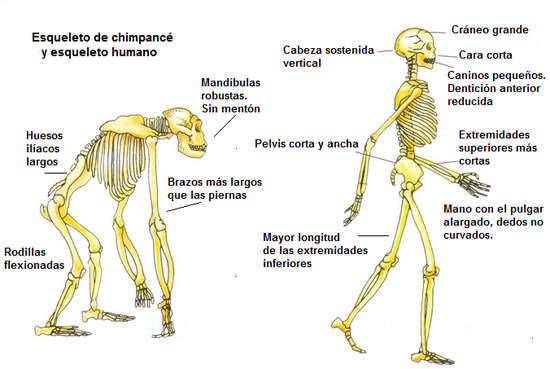 Esqueleto de chimpancé
y esqueleto humano
Mandibulas
robustas.
Sin mentón
Huesos
ilíacos
largos
Brazos más largos
que las piernas
Rodillas
flexionadas
Cráneo grande
Cabeza sostenida
vertical
Cara corta
Caninos pequeños.
Dentición anterior
reducida
Pelvis corta y ancha
Extremidades
superiores más
cortas
Mano con el pulgar
alargado, dedos no
curvados.
Mayor longitud
de las extremidades
inferiores